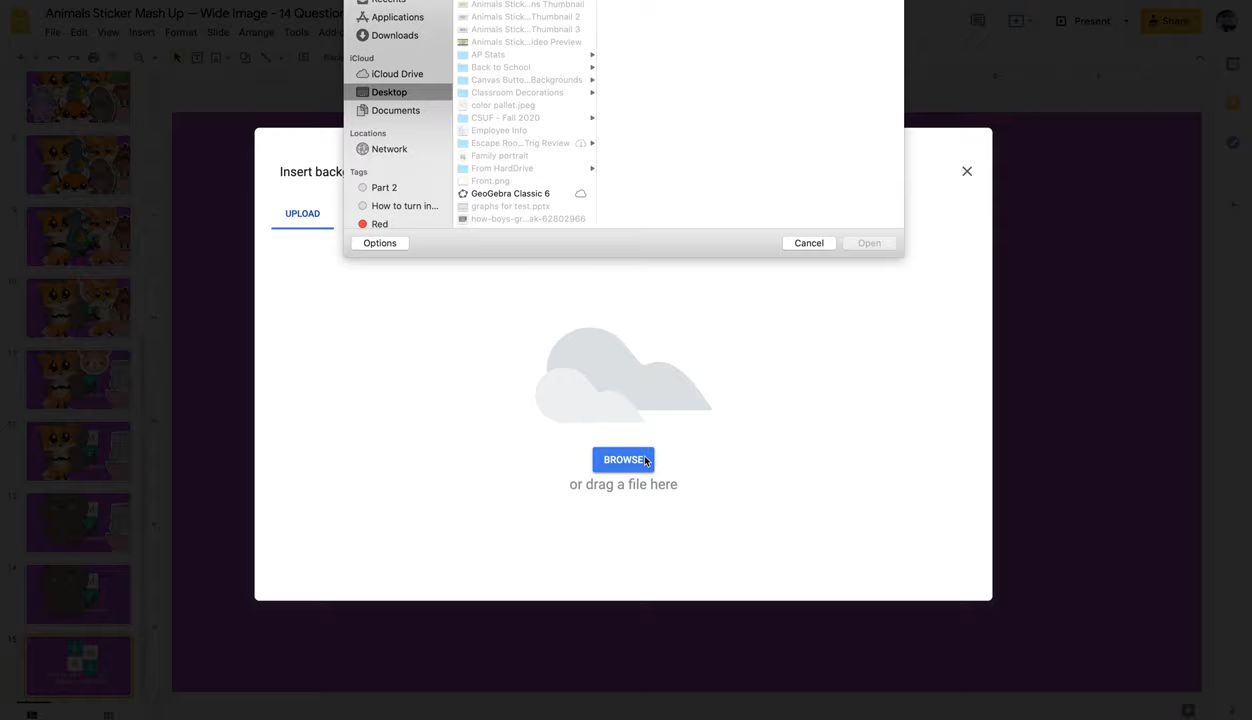 Animals Sticker Mash Up — Wide Image - 14 Question
File Edit View Insert Format Slide Arrange Tools
Present
Share
Applications
Downloads
iCloud
iCloud Drive
Desktop
Documents
Locations
Network
Tags
Part 2
How to turn in...
Red
Animals Stick...ns Thumbnail
Animals Stick...Thumbnail 2
Animals Stick...Thumbnail 3
Animals Stick...ideo Preview
AP Stats
Back to School
Canvas Butto...Backgrounds
Classroom Decorations
color pallet.jpeg
CSUF - Fall 2020
Employee Info
Escape Roo...Trig Review
Family portrait
From HardDrive
Front.png
GeoGebra Classic 6
graphs for test.pptx
how-boys-gr...ak-62802966
Options
Cancel
Open
Insert
UPLOAD
BROWSE
or drag a file here
10